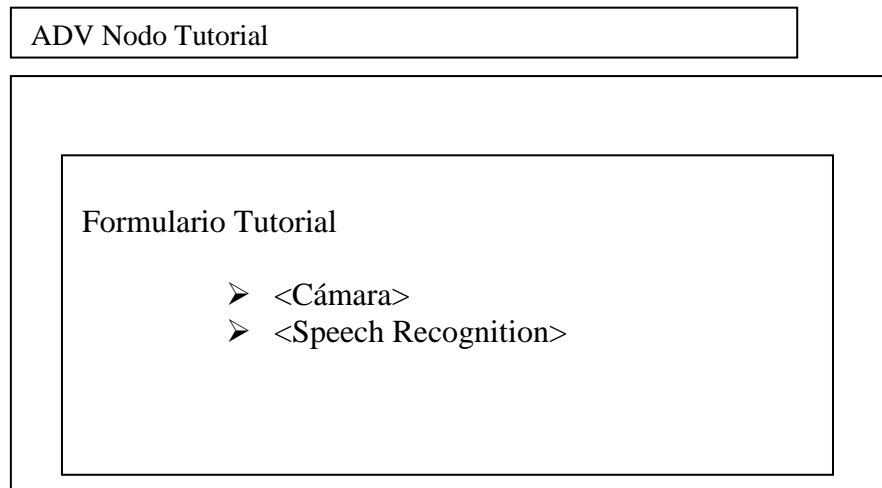 ADV Nodo Tutorial
Formulario Tutorial
➢ <Cámara>
➢ <Speech Recognition>